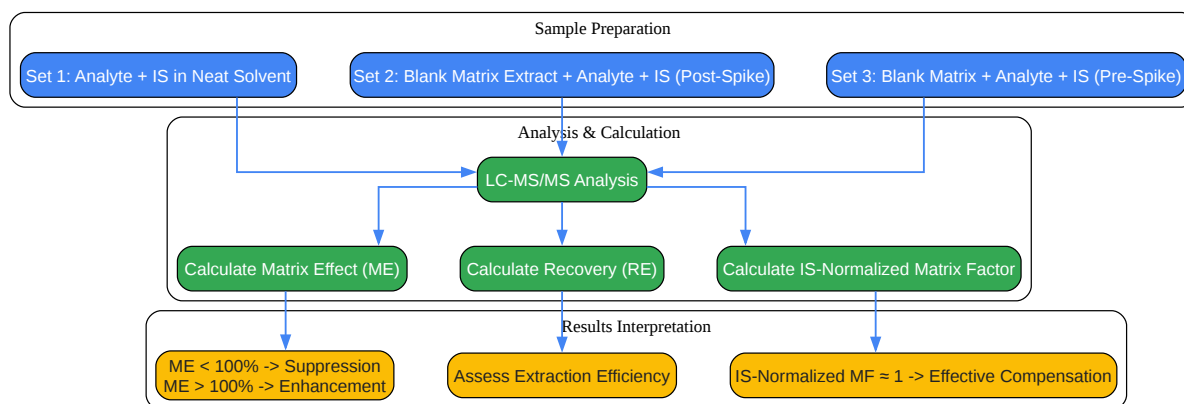 Sample Preparation
Set 1: Analyte + IS in Neat Solvent
Set 2: Blank Matrix Extract + Analyte + IS (Post-Spike)
Set 3: Blank Matrix + Analyte + IS (Pre-Spike)
Analysis & Calculation
LC-MS/MS Analysis
Calculate Matrix Effect (ME)
Calculate Recovery (RE)
Calculate IS-Normalized Matrix Factor
Results Interpretation
ME < 100% -> Suppression
ME > 100% -> Enhancement
Assess Extraction Efficiency
IS-Normalized MF ≈ 1 -> Effective Compensation